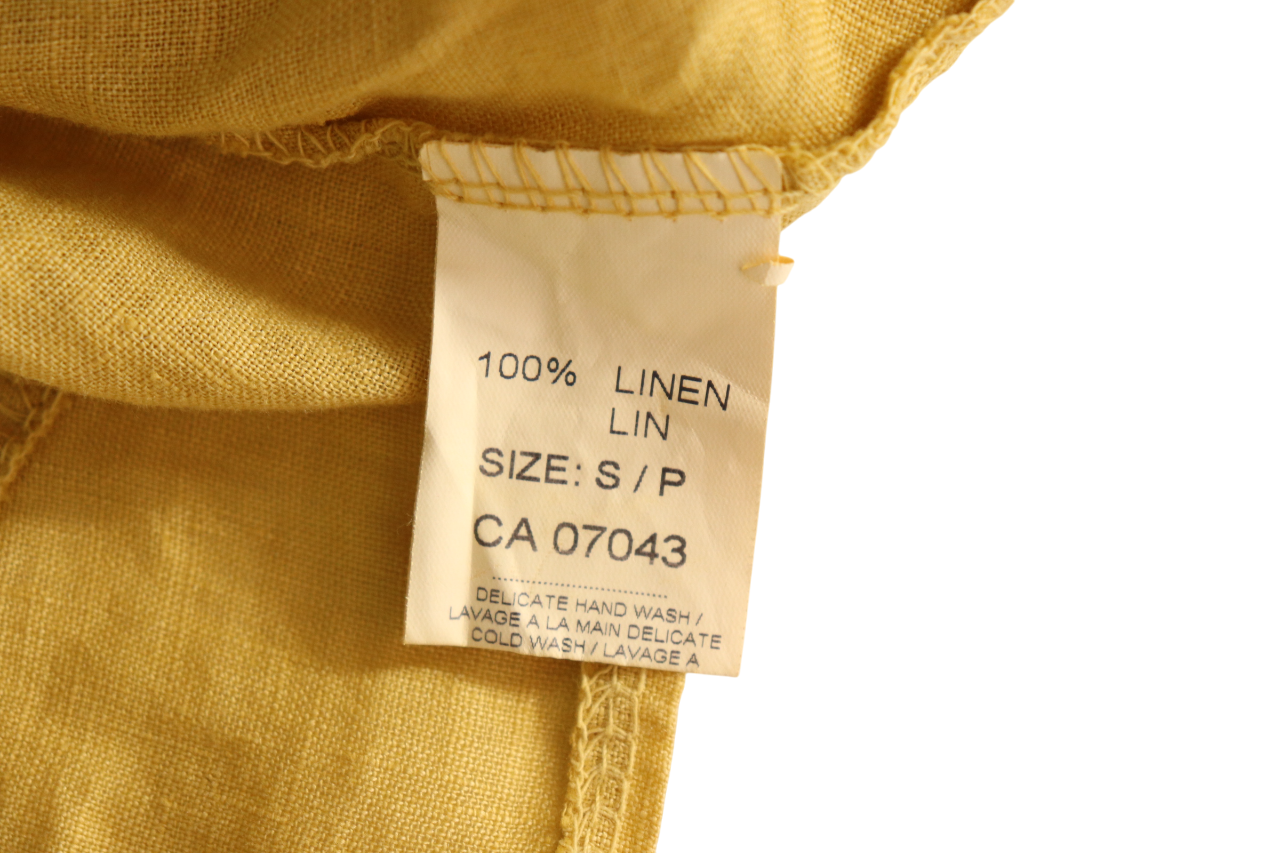 100% LINEN
LIN
SIZE: S / P
CA 07043
DELICATE HAND WASH /
LAVAGE A LA MAIN DELICATE
COLD WASH / LAVAGE A